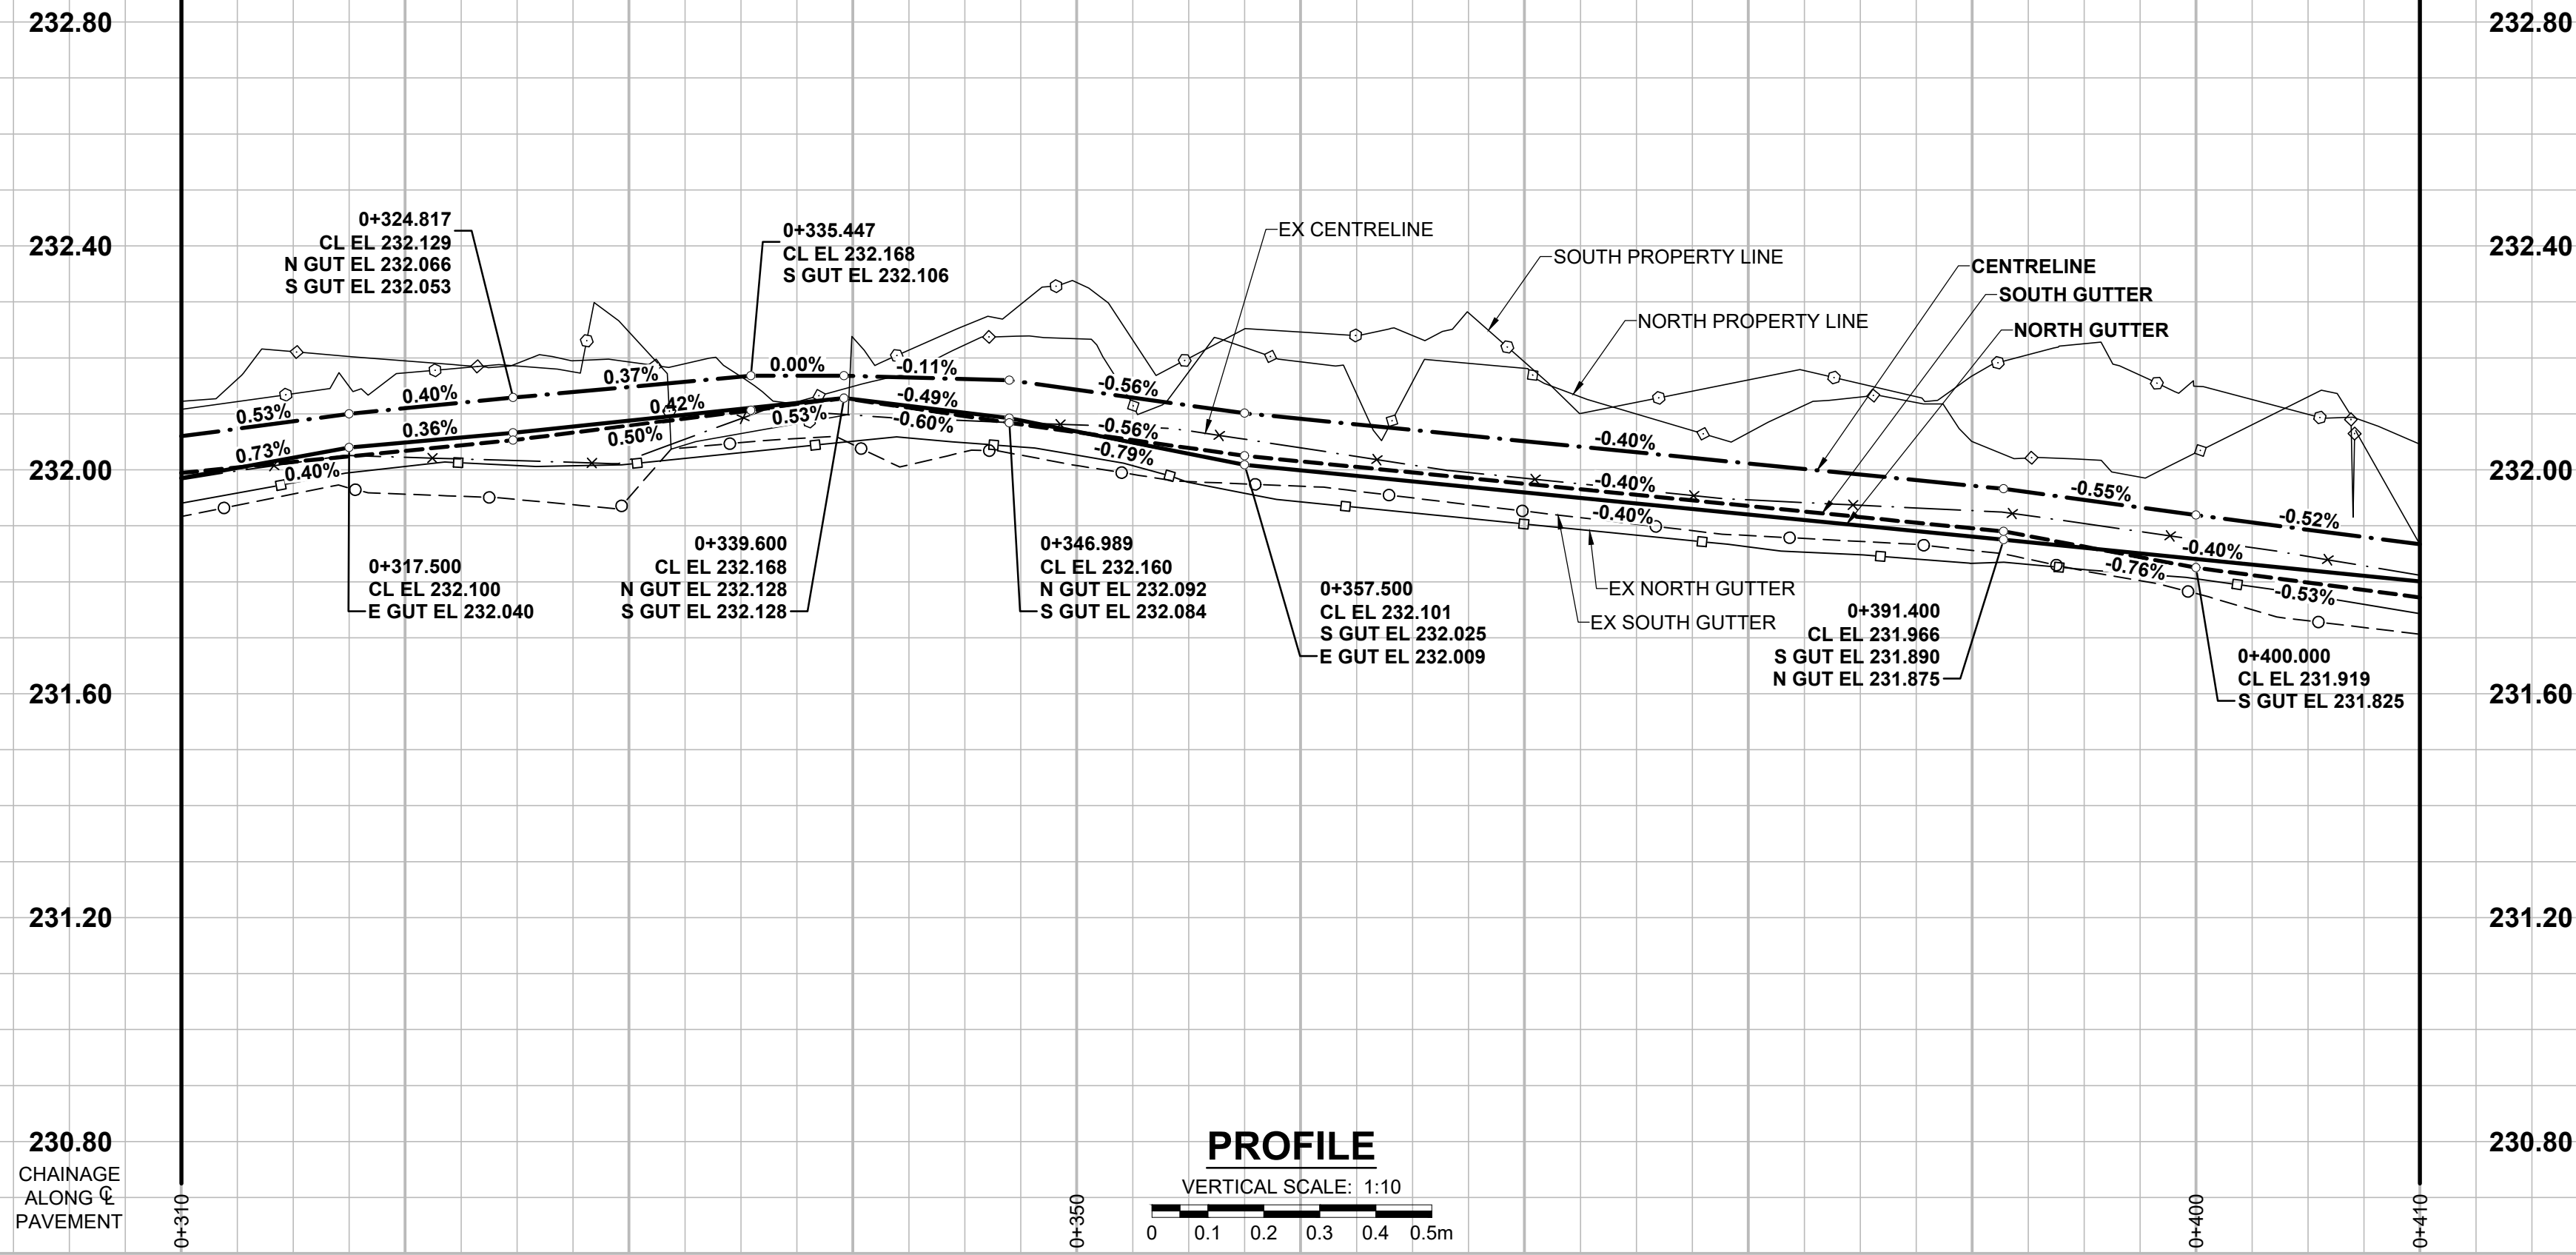 232.80
232.80
0+324.817
CL EL 232.129
N GUT EL 232.066
S GUT EL 232.053
0+335.447
CL EL 232.168
S GUT EL 232.106
EX CENTRELINE
SOUTH PROPERTY LINE
CENTRELINE
SOUTH GUTTER
NORTH PROPERTY LINE
NORTH GUTTER
232.40
232.40
0.53%
0.40%
0.37%
0.00%
-0.11%
-0.56%
-0.40%
-0.55%
-0.52%
0.73%
0.36%
0.42%
-0.49%
-0.56%
-0.40%
-0.40%
0.40%
0.50%
0.53%
-0.60%
-0.79%
-0.40%
-0.76%
-0.53%
232.00
232.00
0+317.500
CL EL 232.100
E GUT EL 232.040
0+339.600
CL EL 232.168
N GUT EL 232.128
S GUT EL 232.128
0+346.989
CL EL 232.160
N GUT EL 232.092
S GUT EL 232.084
0+357.500
CL EL 232.101
S GUT EL 232.025
E GUT EL 232.009
EX NORTH GUTTER
EX SOUTH GUTTER
0+391.400
CL EL 231.966
S GUT EL 231.890
N GUT EL 231.875
0+400.000
CL EL 231.919
S GUT EL 231.825
231.60
231.60
231.20
231.20
230.80
230.80
CHAINAGE
ALONG ℄
PAVEMENT
PROFILE
VERTICAL SCALE: 1:10
0 0.1 0.2 0.3 0.4 0.5m
0+310
0+350
0+400
0+410